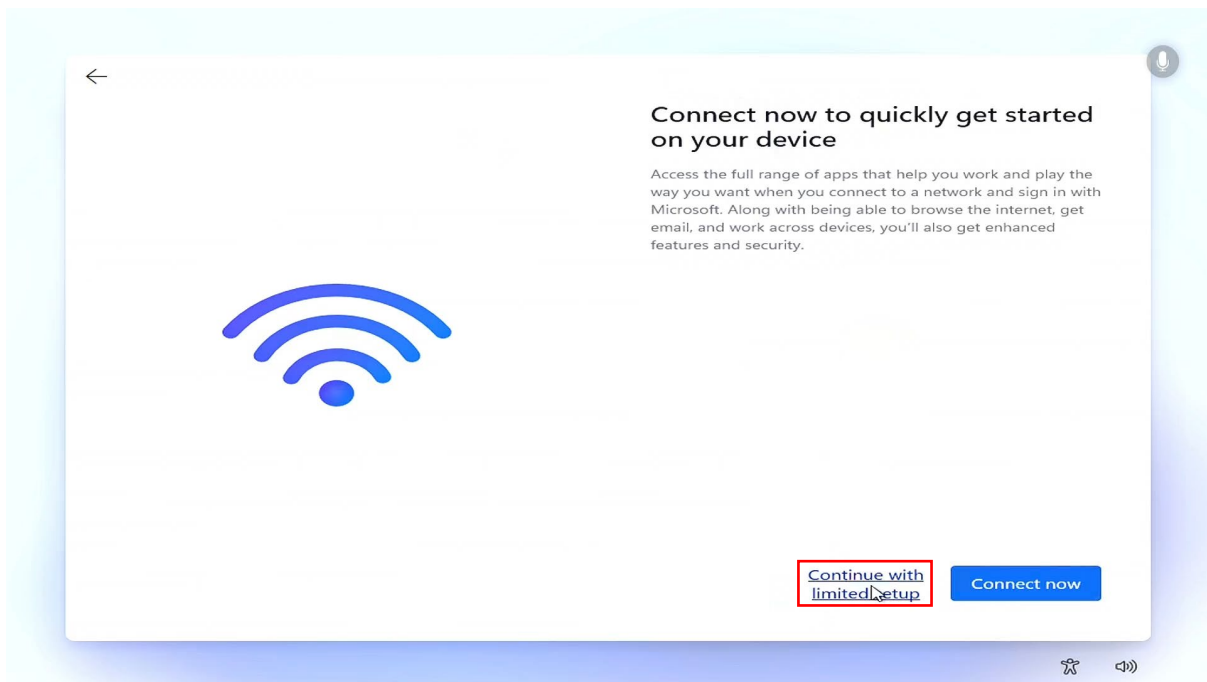 Connect now to quickly get started
on your device
Access the full range of apps that help you work and play the
way you want when you connect to a network and sign in with
Microsoft. Along with being able to browse the internet, get
email, and work across devices, you'll also get enhanced
features and security.
Continue with
limited setup
Connect now